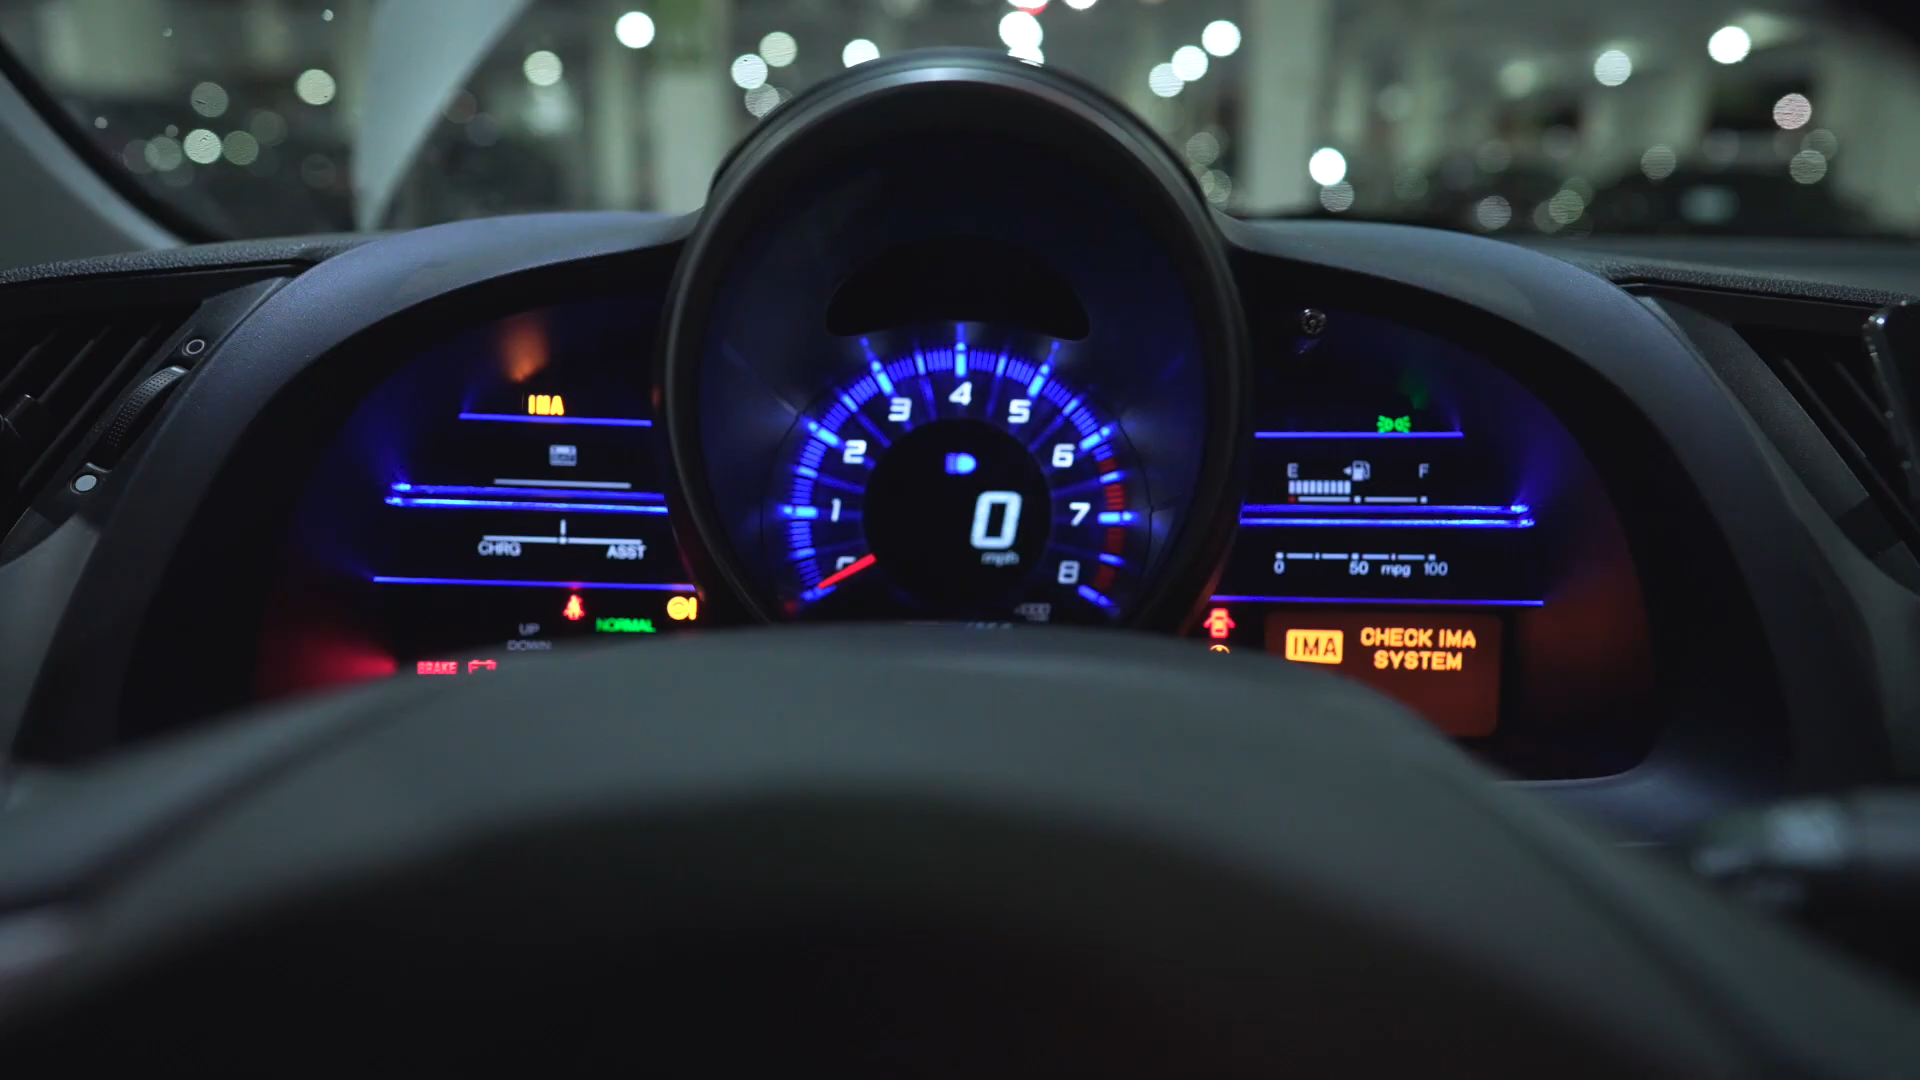 IMA
CHRG ASST
UP
DOWN
NORMAL
BRAKE
1
2
3
4
5
6
7
8
0
mph
E F
0 50 mpg 100
IMA CHECK IMA
SYSTEM